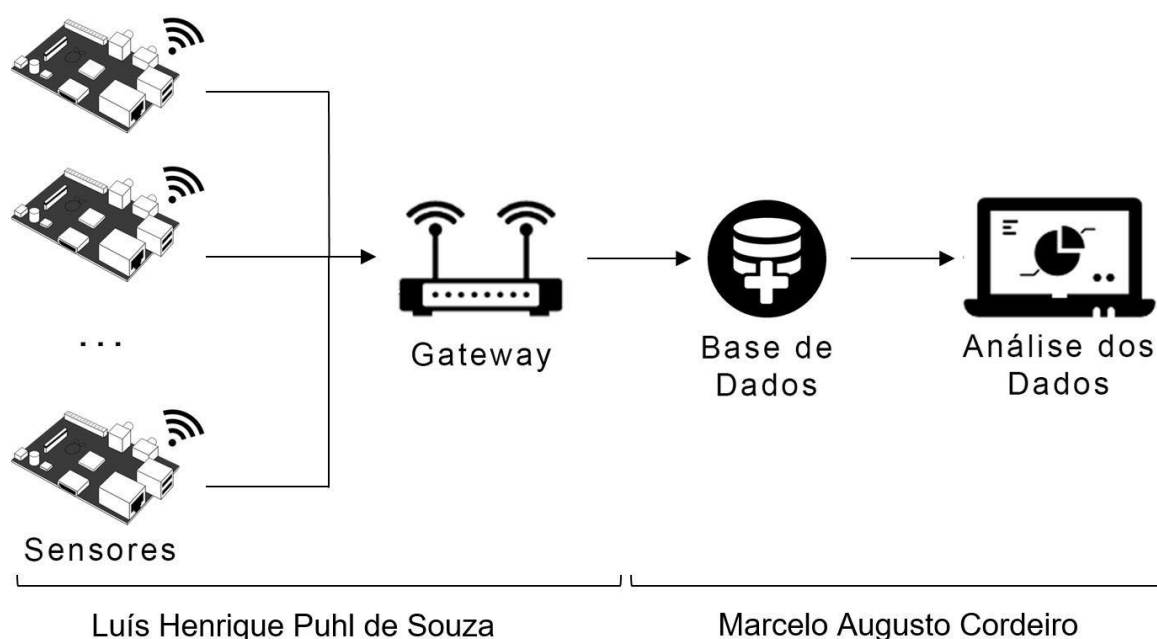 ...
Gateway
Base de
Dados
Análise dos
Dados
Sensores
Luís Henrique Puhl de Souza
Marcelo Augusto Cordeiro